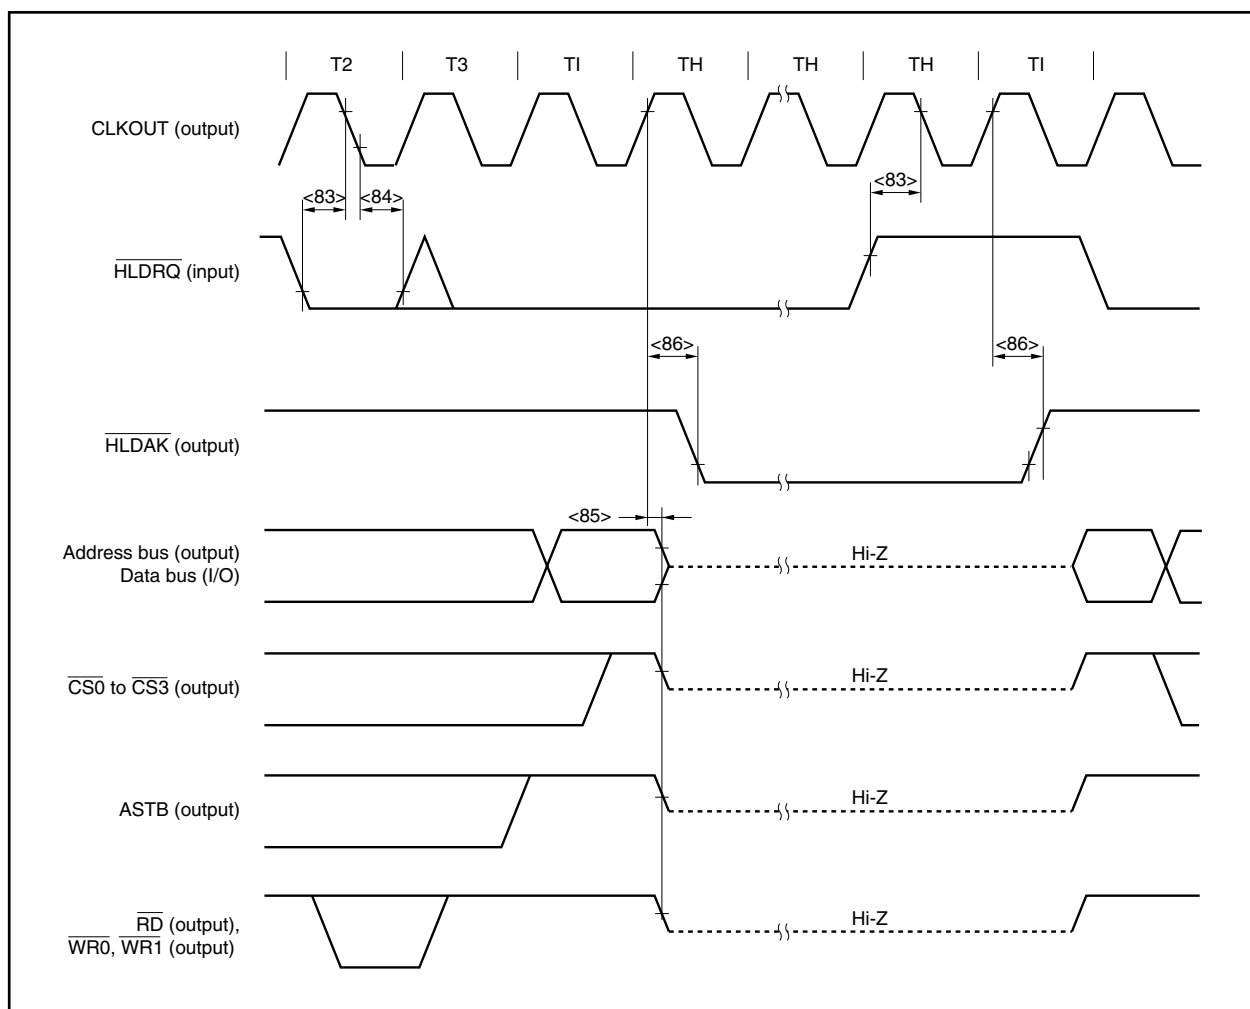 T2 T3 TI TH TH TH TI
CLKOUT (output)
<83> <84> <83>
HLDRQ (input)
<86> <86>
HLDAK (output)
<85>
Address bus (output)
Data bus (I/O)
Hi-Z
CS0 to CS3 (output)
Hi-Z
ASTB (output)
Hi-Z
RD (output),
WR0, WR1 (output)
Hi-Z